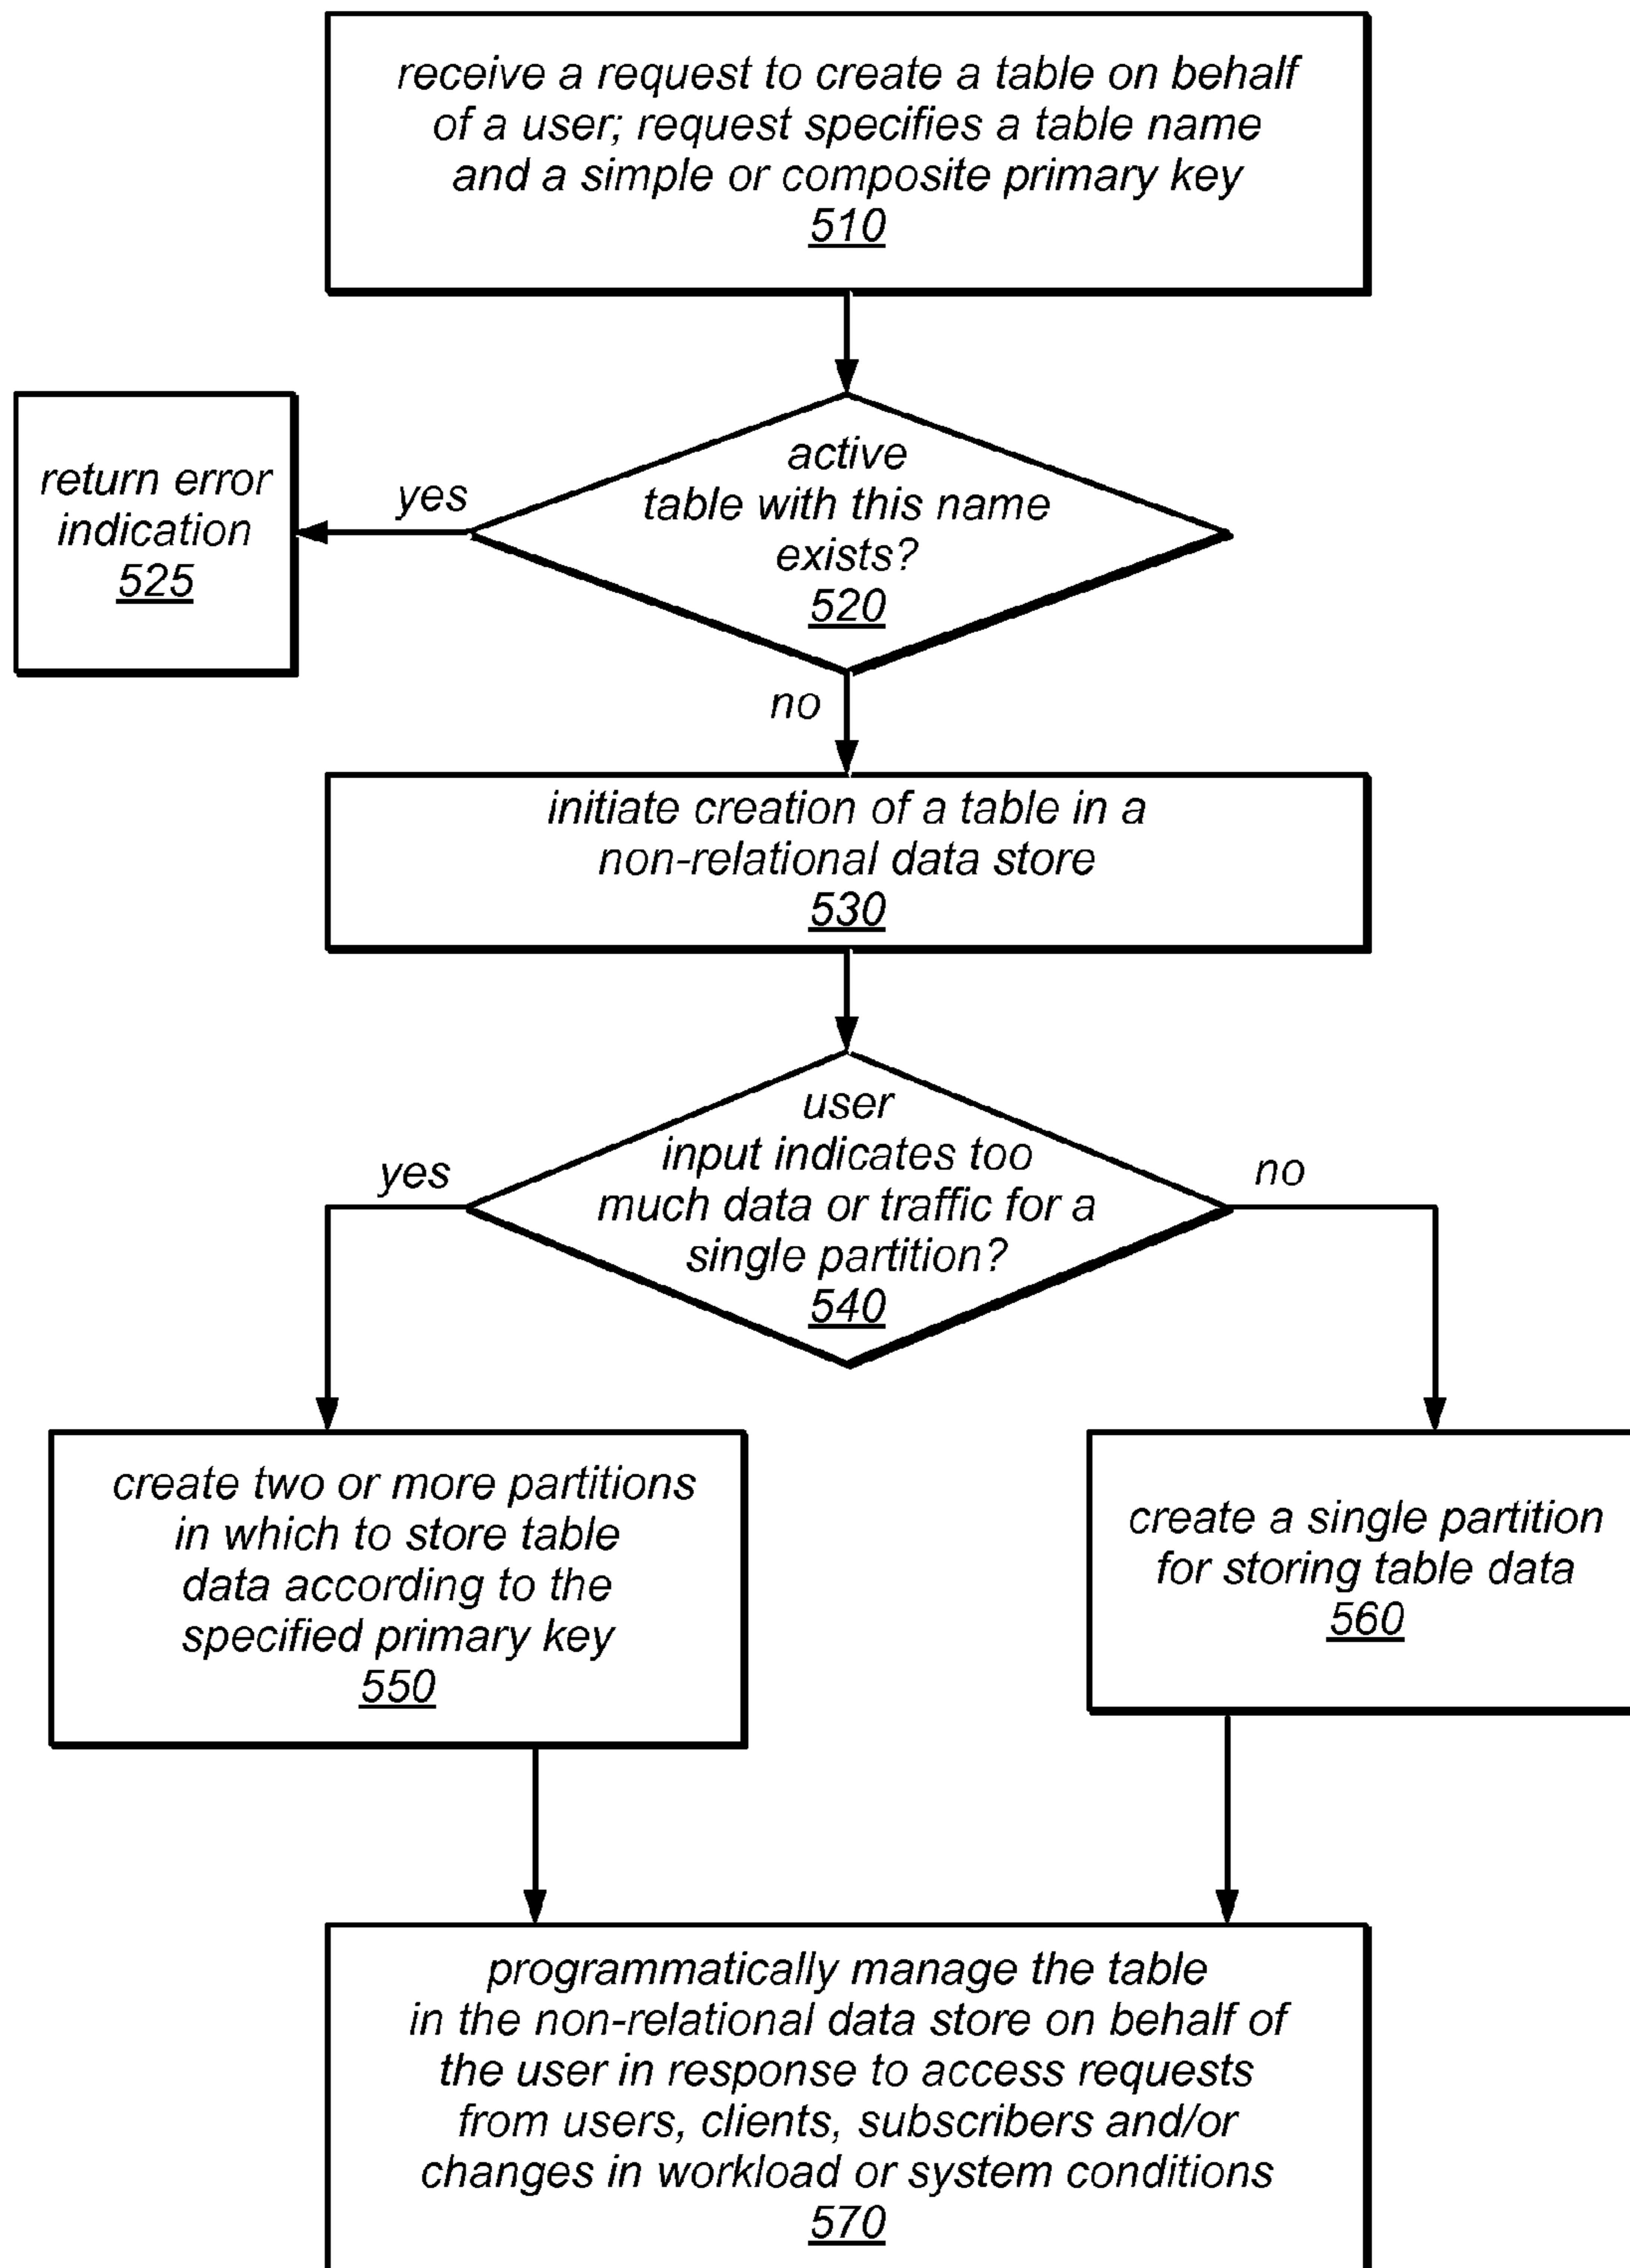 receive a request to create a table on behalf
of a user; request specifies a table name
and a simple or composite primary key
510
active
table with this name
exists?
520
yes
return error
indication
525
no
initiate creation of a table in a
non-relational data store
530
user
input indicates too
much data or traffic for a
single partition?
540
yes
no
create two or more partitions
in which to store table
data according to the
specified primary key
550
create a single partition
for storing table data
560
programmatically manage the table
in the non-relational data store on behalf of
the user in response to access requests
from users, clients, subscribers and/or
changes in workload or system conditions
570